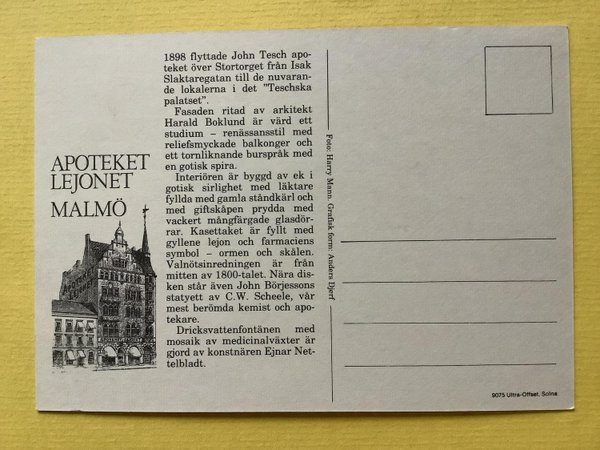 APOTEKET
LEJONET
MALMÖ
1898 flyttade John Tesch apo-
teket över Stortorget från Isak
Slaktaregatan till de nuvaran-
de lokalerna i det "Teschska
palatset".
Fasaden ritad av arkitekt
Harald Boklund är värd ett
studium – renässansstil med
reliefsmyckade balkonger och
ett tornliknande burspråk med
en gotisk spira.
Interiören är byggd av ek i
gotisk sirlighet med läktare
fyllda med gamla ståndkärl och
med giftskåpen prydda med
vackert mångfärgade glasdör-
rar. Kasettaket är fyllt med
gyllene lejon och farmaciens
symbol – ormen och skålen.
Valnötsinredningen är från
mitten av 1800-talet. Nära dis-
ken står även John Börjessons
statyett av C.W. Scheele, vår
mest berömda kemist och apo-
tekare.
Dricksvattenfontänen med
mosaik av medicinalväxter är
gjord av konstnären Ejnar Net-
telbladt.
Foto: Harry Mann. Grafisk form: Anders Djerf
9075 Ultra-Offset, Solna